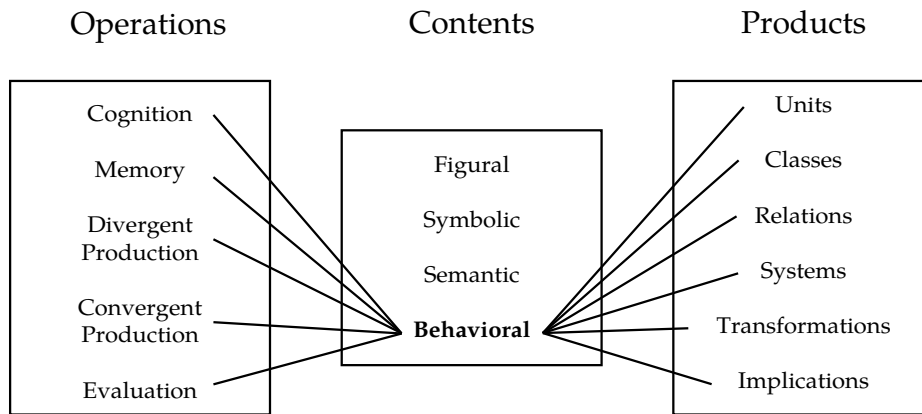 Operations
Contents
Products
Cognition
Memory
Divergent
Production
Convergent
Production
Evaluation
Figural
Symbolic
Semantic
Behavioral
Units
Classes
Relations
Systems
Transformations
Implications